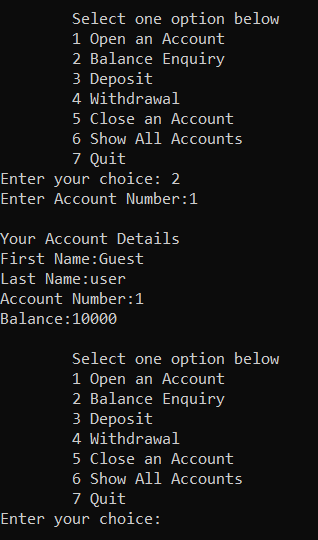 Select one option below
1 Open an Account
2 Balance Enquiry
3 Deposit
4 Withdrawal
5 Close an Account
6 Show All Accounts
7 Quit
Enter your choice: 2
Enter Account Number:1
Your Account Details
First Name:Guest
Last Name:user
Account Number:1
Balance:10000
Select one option below
1 Open an Account
2 Balance Enquiry
3 Deposit
4 Withdrawal
5 Close an Account
6 Show All Accounts
7 Quit
Enter your choice: